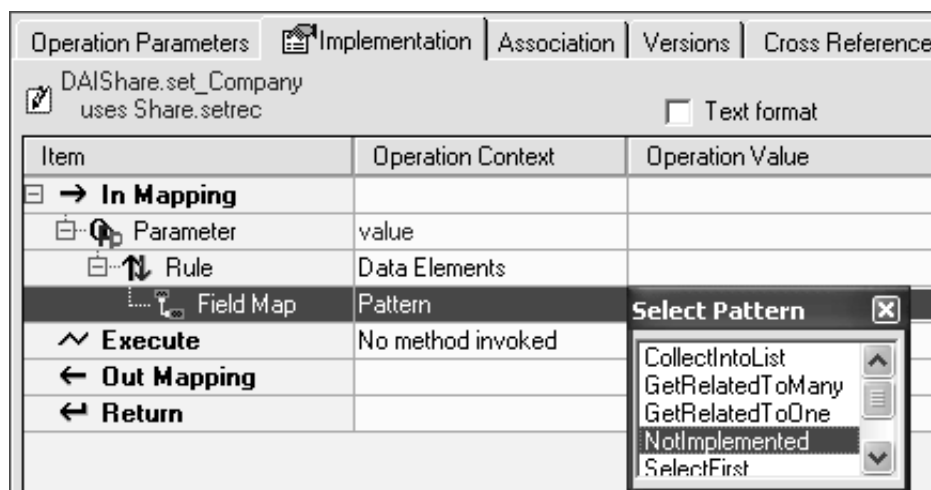 Operation Parameters Implementation Association Versions Cross Reference
DAIShare.set_Company
uses Share.setrec
Text format
Item Operation Context Operation Value
In Mapping
Parameter value
Rule Data Elements
Field Map Pattern
Select Pattern
Execute No method invoked
CollectIntoList
Out Mapping
GetRelatedToMany
Return
GetRelatedToOne
NotImplemented
SelectFirst